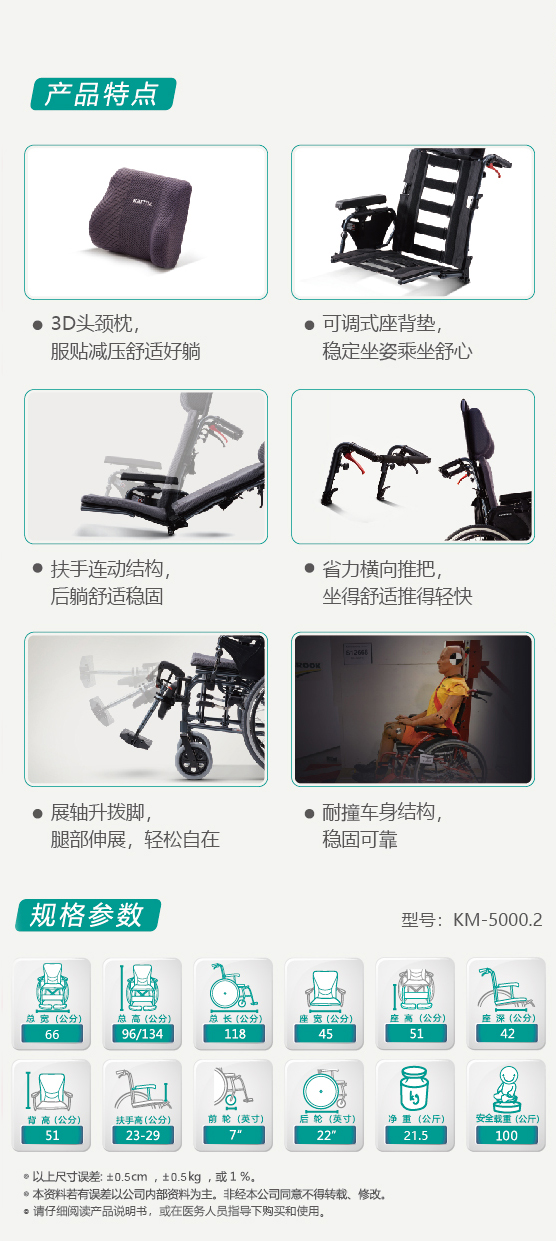 产品特点
KARMA
3D头颈枕，
服贴减压舒适好躺
可调式座背垫，
稳定坐姿乘坐舒心
扶手连动结构，
后躺舒适稳固
省力横向推把，
坐得舒适推得轻快
展轴升拨脚，
腿部伸展，轻松自在
耐撞车身结构，
稳固可靠
规格参数
型号：KM-5000.2
总 宽 (公分)
66
总 高 (公分)
96/134
总 长 (公分)
118
座 宽 (公分)
45
座 高 (公分)
51
座 深 (公分)
42
背 高 (公分)
51
扶手高(公分)
23-29
前 轮 (英寸)
7”
后 轮 (英寸)
22”
kg
净 重 (公斤)
21.5
安全载重 (公斤)
100
※以上尺寸误差: ±0.5cm ，±0.5kg ，或 1 %。
※本资料若有误差以公司内部资料为主。非经本公司同意不得转载、修改。
※ 请仔细阅读产品说明书，或在医务人员指导下购买和使用。